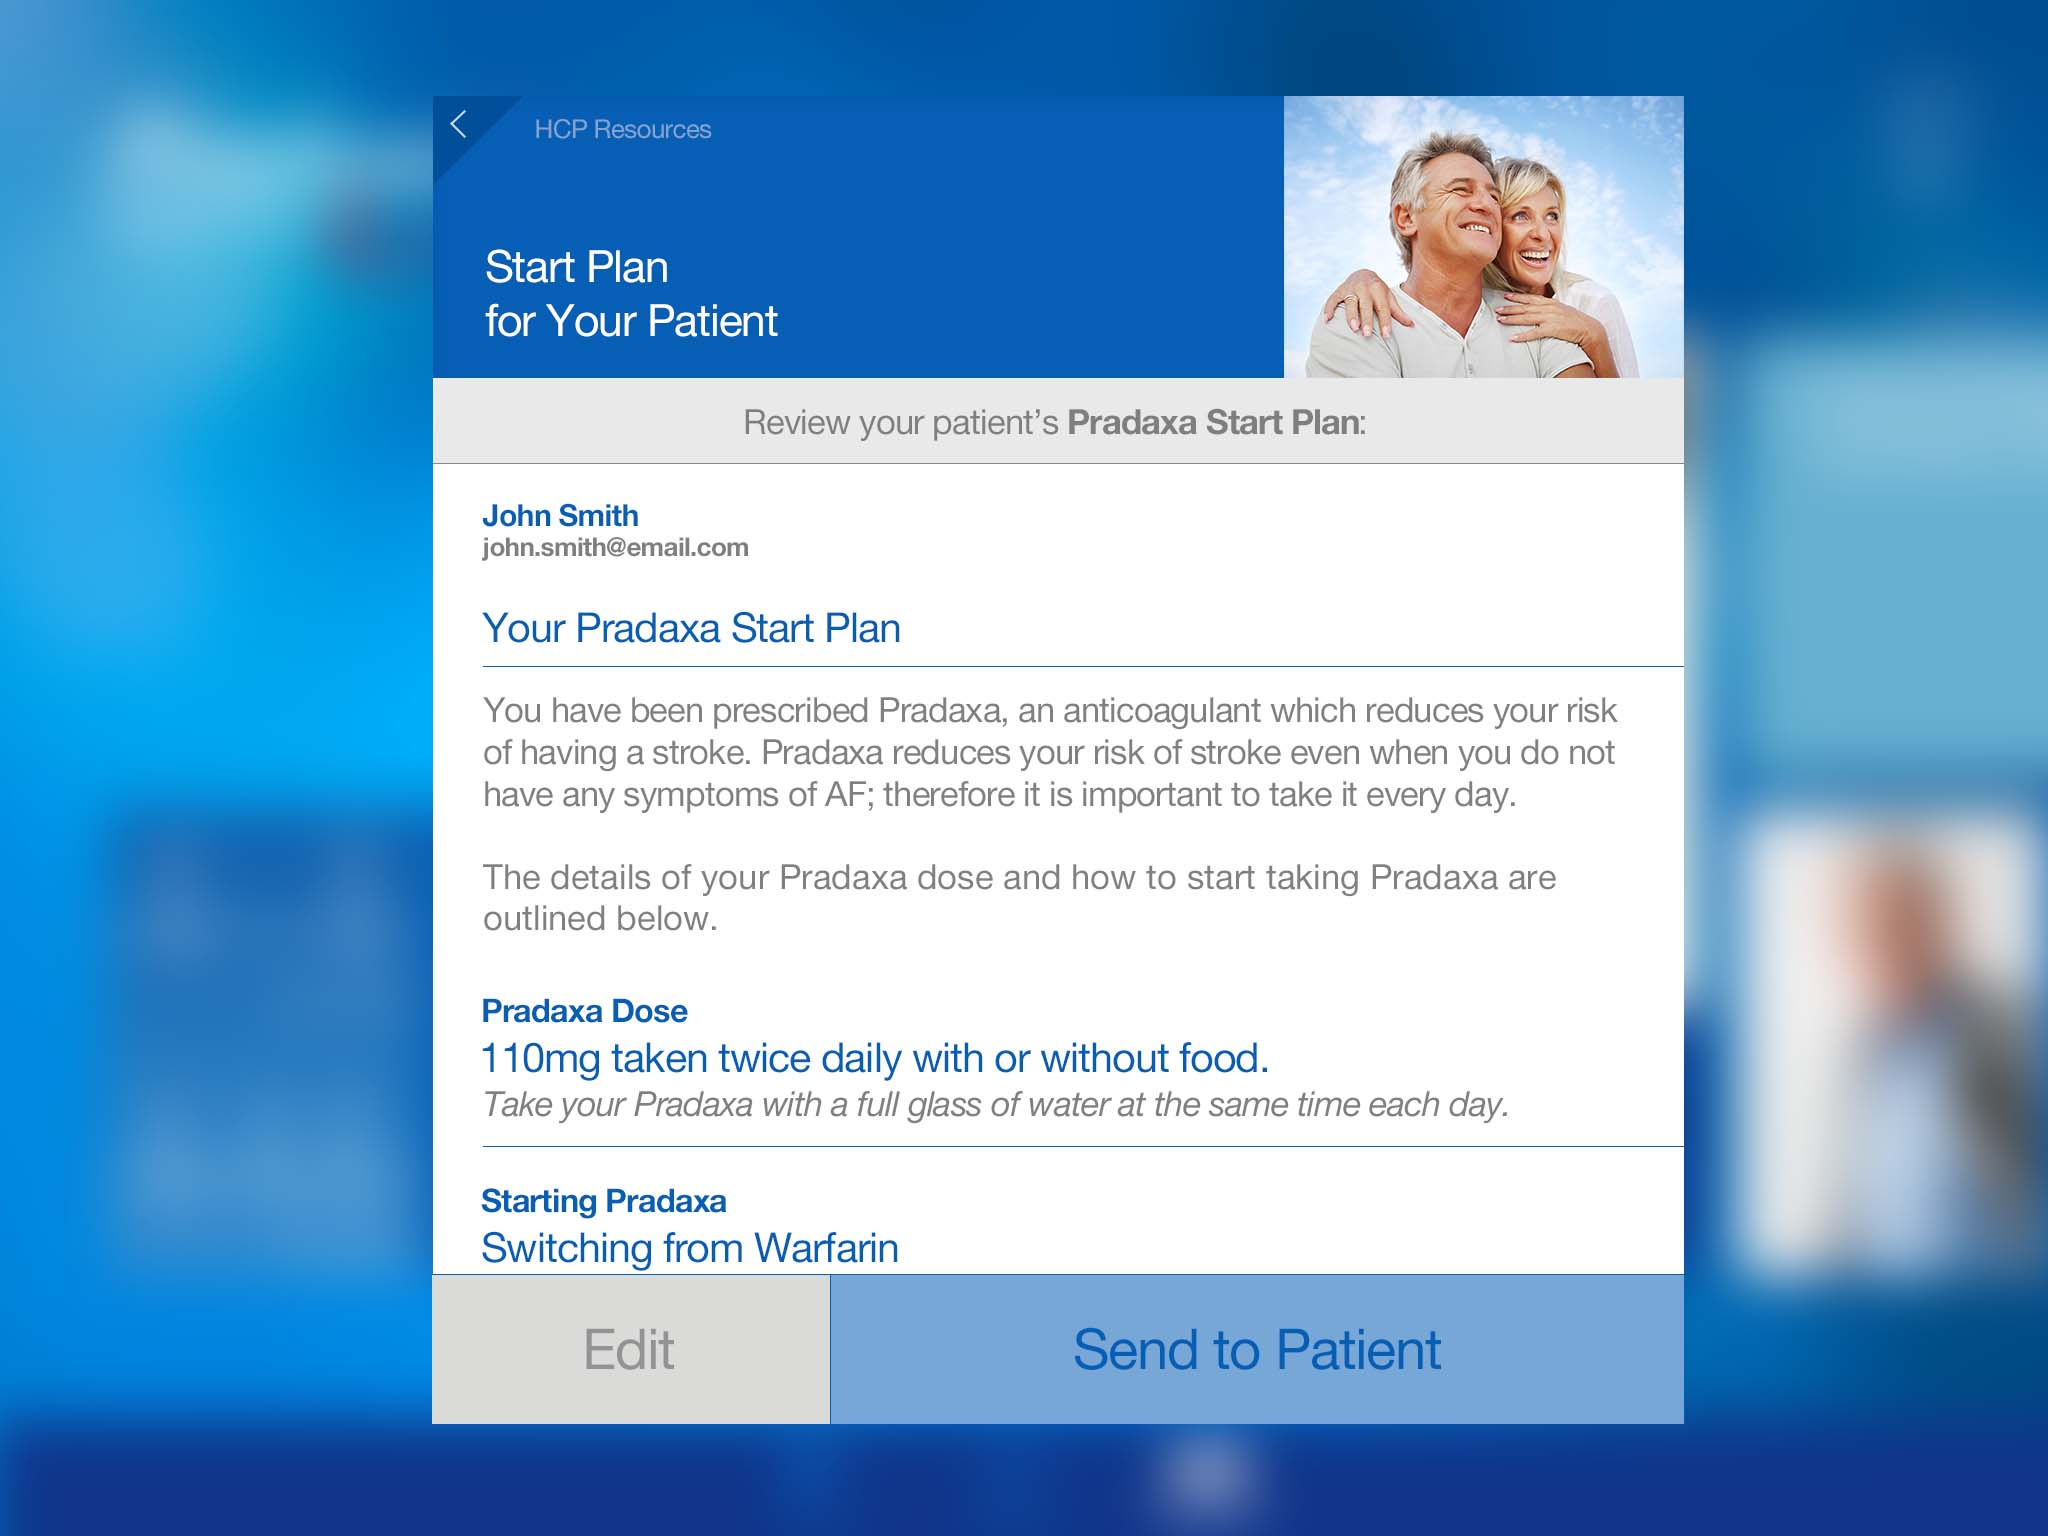 HCP Resources
Start Plan
for Your Patient
Review your patient’s Pradaxa Start Plan:
John Smith
john.smith@email.com
Your Pradaxa Start Plan
You have been prescribed Pradaxa, an anticoagulant which reduces your risk
of having a stroke. Pradaxa reduces your risk of stroke even when you do not
have any symptoms of AF; therefore it is important to take it every day.
The details of your Pradaxa dose and how to start taking Pradaxa are
outlined below.
Pradaxa Dose
110mg taken twice daily with or without food.
Take your Pradaxa with a full glass of water at the same time each day.
Starting Pradaxa
Switching from Warfarin
Edit
Send to Patient